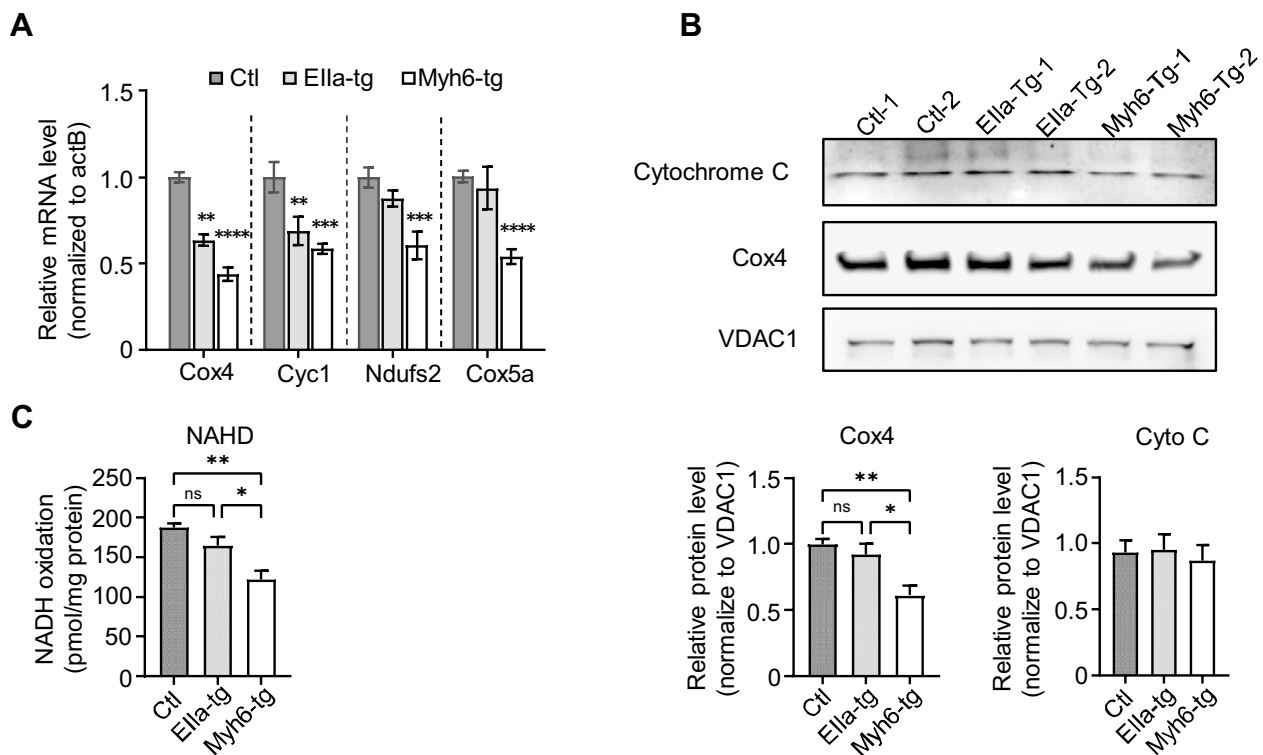 A
Ctl EIIa-tg Myh6-tg
Relative mRNA level
(normalized to actB)
1.5
1.0
0.5
0
** ****
** ***
***
****
Cox4 Cyc1 Ndufs2 Cox5a
B
Ctl-1 Ctl-2 EIIa-Tg-1 EIIa-Tg-2 Myh6-Tg-1 Myh6-Tg-2
Cytochrome C
Cox4
VDAC1
C
NAHD
NADH oxidation
(pmol/mg protein)
250
200
150
100
50
0
**
ns *
Ctl EIIa-tg Myh6-tg
Cox4
Relative protein level
(normalize to VDAC1)
1.5
1.0
0.5
0
**
ns *
Ctl EIIa-tg Myh6-tg
Cyto C
Relative protein level
(normalize to VDAC1)
1.5
1.0
0.5
0
Ctl EIIa-tg Myh6-tg